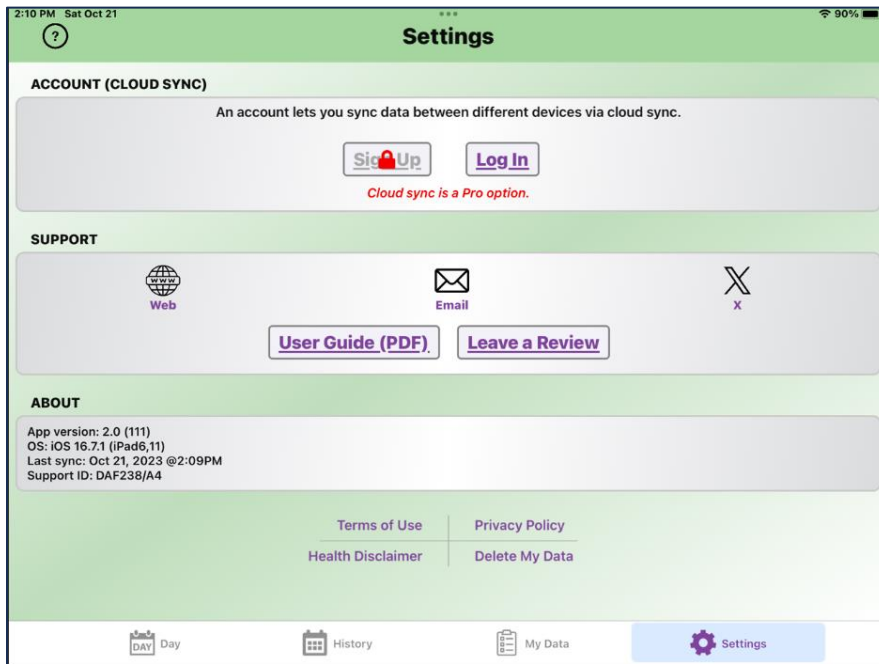 2:10 PM Sat Oct 21
90%
?
Settings
ACCOUNT (CLOUD SYNC)
An account lets you sync data between different devices via cloud sync.
Sign Up Log In
Cloud sync is a Pro option.
SUPPORT
WWW
Web Email X
User Guide (PDF) Leave a Review
ABOUT
App version: 2.0 (111)
OS: iOS 16.7.1 (iPad6,11)
Last sync: Oct 21, 2023 @2:09PM
Support ID: DAF238/A4
Terms of Use Privacy Policy
Health Disclaimer Delete My Data
DAY Day History My Data Settings